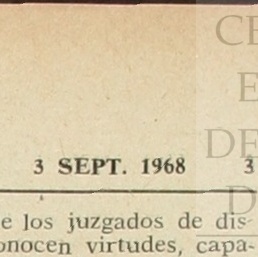 CE
E
DE
3 SEPT. 1968 3
D
e los juzgados de dis-
onocen virtudes, capa-